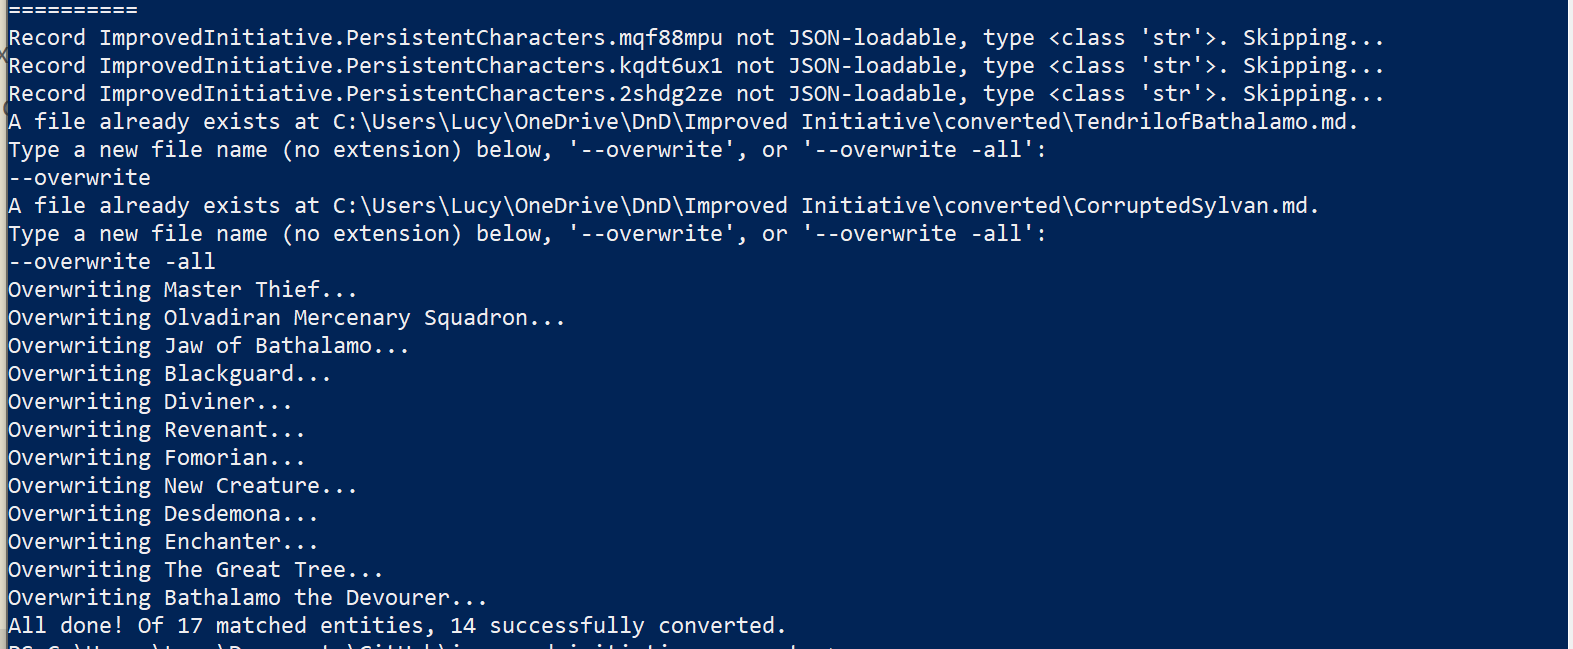 ==========
Record ImprovedInitiative.PersistentCharacters.mqf88mpu not JSON-loadable, type <class 'str'>. Skipping...
Record ImprovedInitiative.PersistentCharacters.kqdt6ux1 not JSON-loadable, type <class 'str'>. Skipping...
Record ImprovedInitiative.PersistentCharacters.2shdg2ze not JSON-loadable, type <class 'str'>. Skipping...
A file already exists at C:\Users\Lucy\OneDrive\DnD\Improved Initiative\converted\TendrilofBathalamo.md.
Type a new file name (no extension) below, '--overwrite', or '--overwrite -all':
--overwrite
A file already exists at C:\Users\Lucy\OneDrive\DnD\Improved Initiative\converted\CorruptedSylvan.md.
Type a new file name (no extension) below, '--overwrite', or '--overwrite -all':
--overwrite -all
Overwriting Master Thief...
Overwriting Olvadiran Mercenary Squadron...
Overwriting Jaw of Bathalamo...
Overwriting Blackguard...
Overwriting Diviner...
Overwriting Revenant...
Overwriting Fomorian...
Overwriting New Creature...
Overwriting Desdemona...
Overwriting Enchanter...
Overwriting The Great Tree...
Overwriting Bathalamo the Devourer...
All done! Of 17 matched entities, 14 successfully converted.